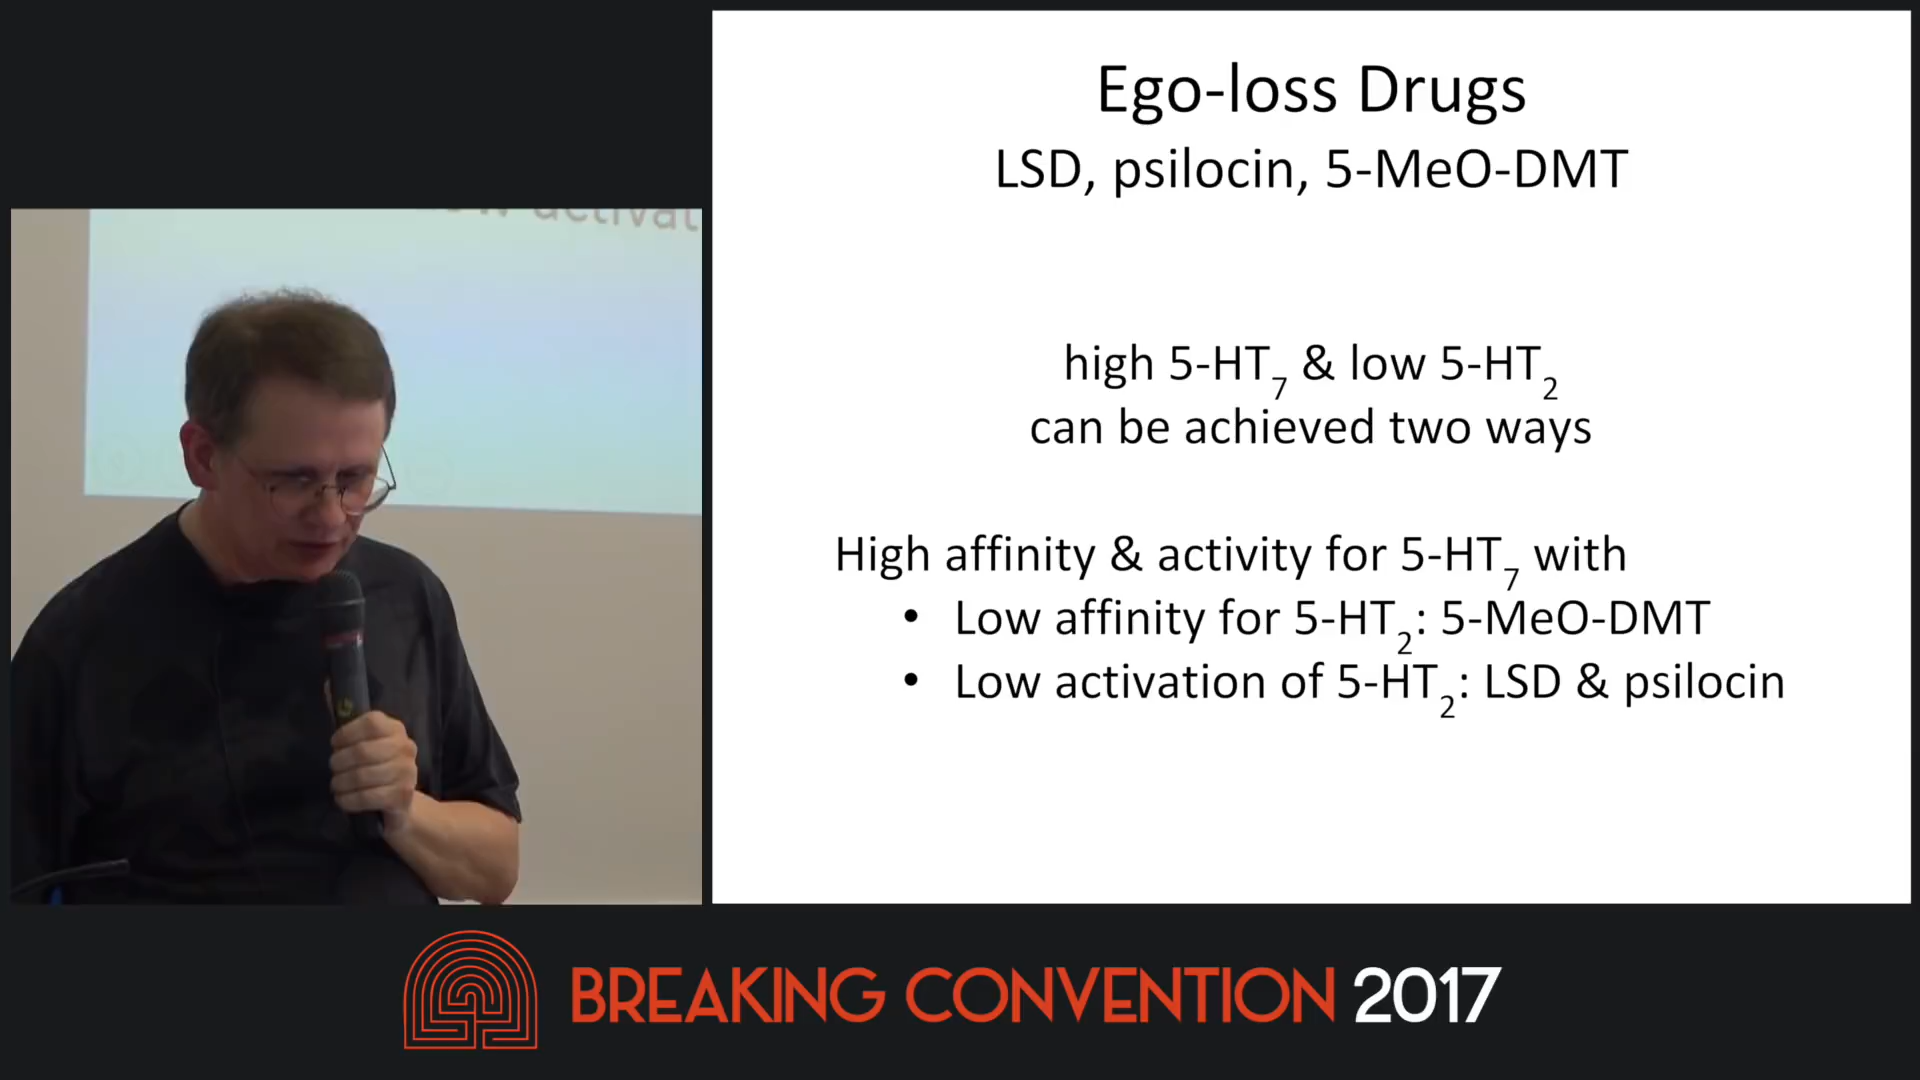 Ego-loss Drugs
LSD, psilocin, 5-MeO-DMT
high 5-HT₇ & low 5-HT₂
can be achieved two ways
High affinity & activity for 5-HT₇ with
• Low affinity for 5-HT₂: 5-MeO-DMT
• Low activation of 5-HT₂: LSD & psilocin
BREAKING CONVENTION 2017